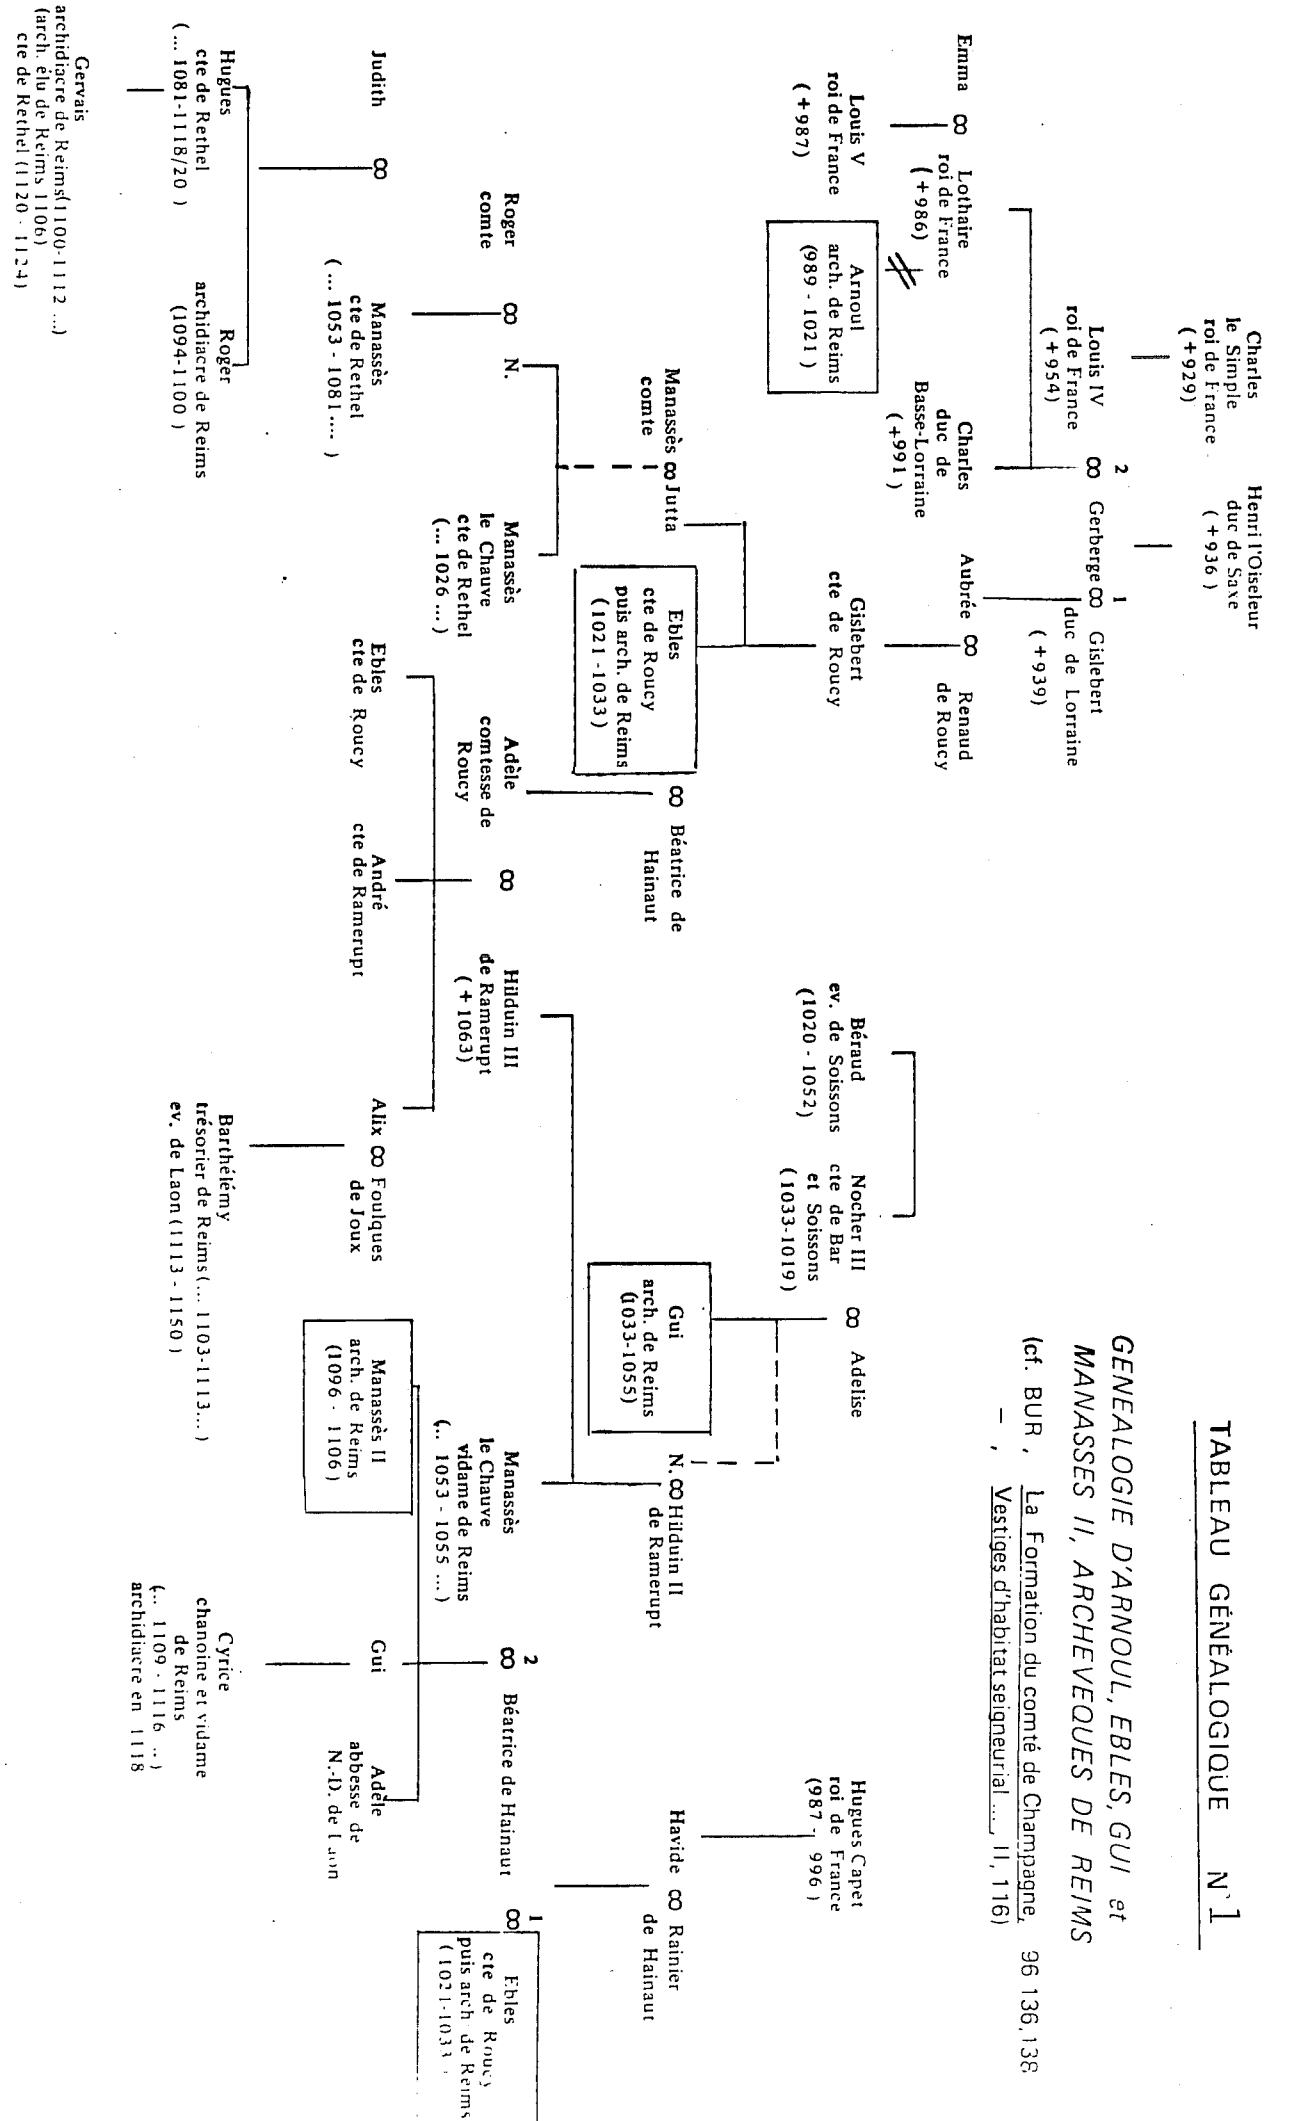 TABLEAU GÉNÉALOGIQUE N° 1
GENEALOGIE D'ARNOUL, EBLES, GUI et
MANASSES II, ARCHEVEQUES DE REIMS
(cf. BUR, La Formation du comté de Champagne, 96 136,138
– , Vestiges d'habitat seigneurial ...., II, 116)
Charles
le Simple
roi de France
(+929)
Henri l'Oiseleur
duc de Saxe
(+936)
Louis IV
roi de France
(+954)
2
∞
Gerberge
1
∞
Gislebert
duc de Lorraine
(+939)
Emma
∞
Lothaire
roi de France
(+986)
Charles
duc de
Basse-Lorraine
(+991)
Aubrée
∞
Renaud
de Roucy
Louis V
roi de France
(+987)
Arnoul
arch. de Reims
(989 - 1021)
Gislebert
cte de Roucy
Béraud
ev. de Soissons
(1020 - 1052)
Nocher III
cte de Bar
et Soissons
(1033-1019)
∞
Adelise
Hugues Capet
roi de France
(987 - 996)
Manassès
comte
∞
Jutta
Ebles
cte de Roucy
puis arch. de Reims
(1021 -1033)
∞
Béatrice de
Hainaut
Gui
arch. de Reims
(1033-1055)
N.
∞
Hilduin II
de Ramerupt
Havide
∞
Rainier
de Hainaut
Roger
comte
∞
N.
Manassès
le Chauve
cte de Rethel
(... 1026 ...)
Adèle
comtesse de
Roucy
∞
Hilduin III
de Ramerupt
(+1063)
Manassès
le Chauve
vidame de Reims
(... 1053 - 1055 ...)
2
∞
Béatrice de Hainaut
1
∞
Ebles
cte de Roucy
puis arch de Reims
(1021-1033
Judith
∞
Manassès
cte de Rethel
(... 1053 - 1081 .... )
Ebles
cte de Roucy
André
cte de Ramerupt
Alix
∞
Foulques
de Joux
Manassès II
arch. de Reims
(1096 - 1106)
Gui
Adèle
abbesse de
N.-D. de Laon
Hugues
cte de Rethel
(... 1081-1118/20 )
Roger
archidiacre de Reims
(1094-1100 )
Barthélémy
trésorier de Reims (... 1103-1113... )
ev. de Laon (1113 - 1150 )
Cyrice
chanoine et vidame
de Reims
(... 1109 - 1116 ...)
archidiacre en 1118
Gervais
archidiacre de Reims(1100-1112 ...)
(arch. élu de Reims 1106)
cte de Rethel (1120 - 1124)